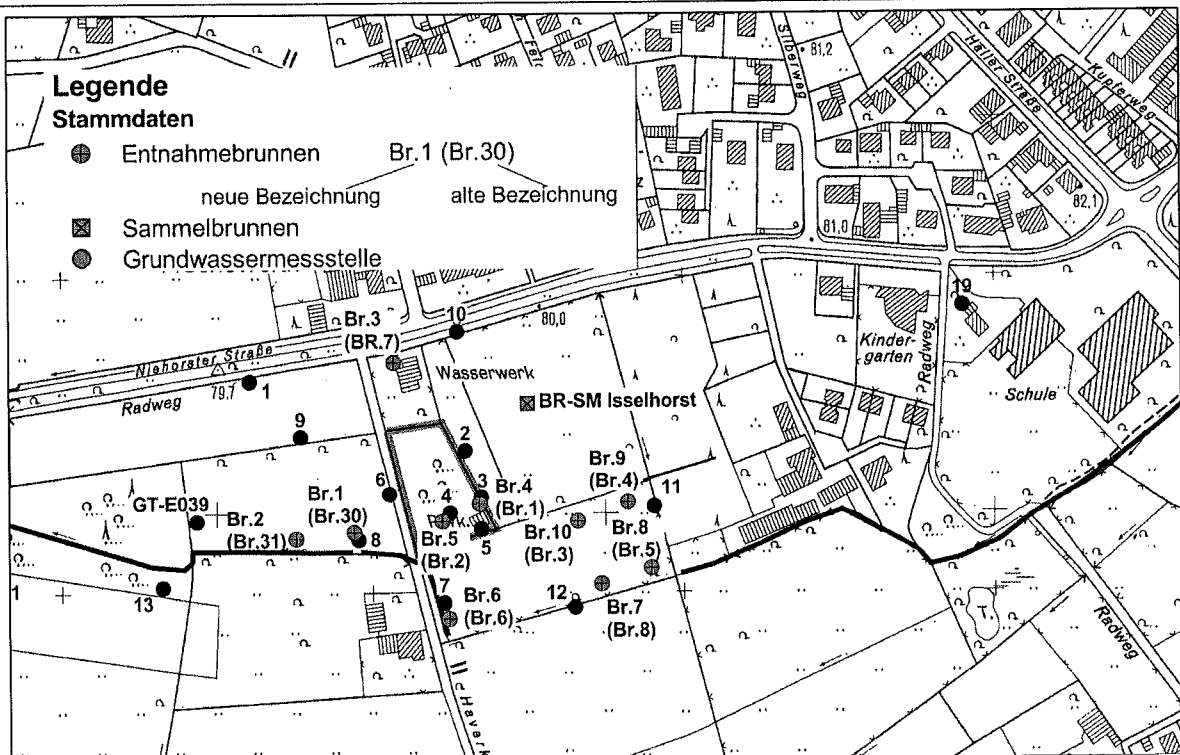 Legende
Stammdaten
Entnahmebrunnen
Br.1 (Br.30)
neue Bezeichnung
alte Bezeichnung
Sammelbrunnen
Grundwassermessstelle
Silberweg
81,2
Haller Straße
Kupferweg
82,1
81,0
80,0
10
Br.3
(BR.7)
Niehorster Straße
79,7
1
Radweg
Wasserwerk
BR-SM Isselhorst
Kinder-
garten
Radweg
19
Schule
9
2
6
3
4
Br.4
(Br.1)
Br.9
(Br.4)
11
GT-E039
Br.1
(Br.30)
Br.2
(Br.31)
8
Br.5
(Br.2)
5
Br.10
(Br.3)
Br.8
(Br.5)
13
1
7
Br.6
(Br.6)
12
Br.7
(Br.8)
T.
Radweg